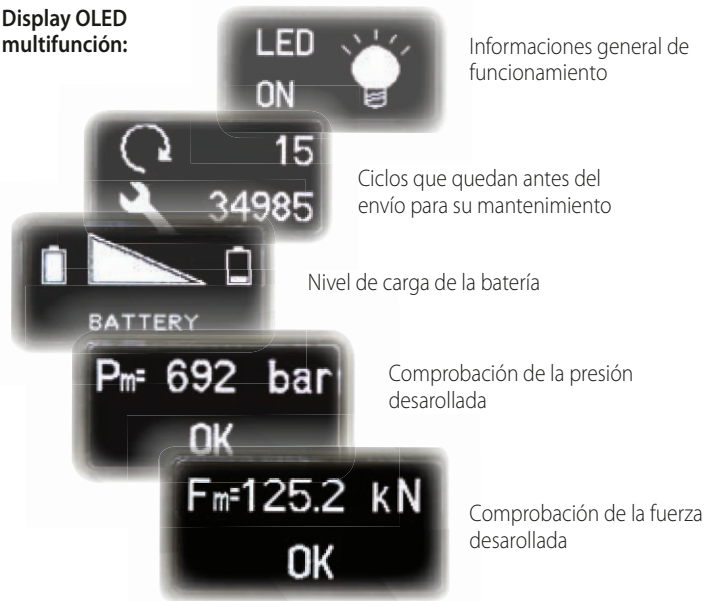 Display OLED
multifunción:
LED
ON
Informaciones general de
funcionamiento
15
34985
Ciclos que quedan antes del
envío para su mantenimiento
BATTERY
Nivel de carga de la batería
Pm= 692 bar
OK
Comprobación de la presión
desarollada
Fm=125.2 kN
OK
Comprobación de la fuerza
desarollada